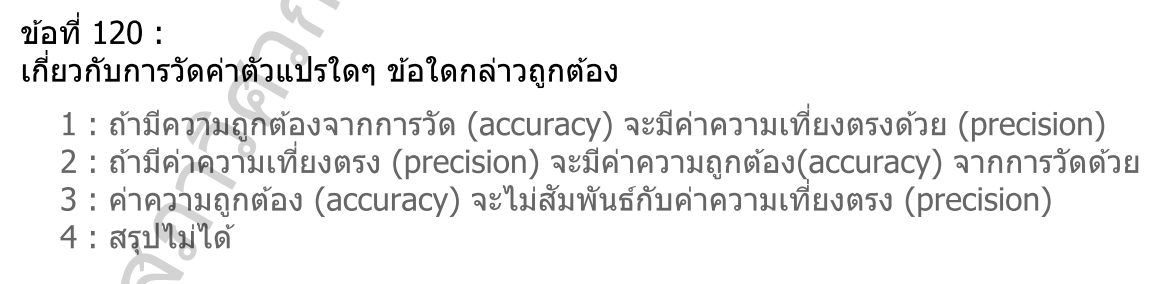 ข้อที่ 120 :
เกี่ยวกับการวัดค่าตัวแปรใดๆ ข้อใดกล่าวถูกต้อง
1 : ถ้ามีความถูกต้องจากการวัด (accuracy) จะมีค่าความเที่ยงตรงด้วย (precision)
2 : ถ้ามีค่าความเที่ยงตรง (precision) จะมีค่าความถูกต้อง(accuracy) จากการวัดด้วย
3 : ค่าความถูกต้อง (accuracy) จะไม่สัมพันธ์กับค่าความเที่ยงตรง (precision)
4 : สรุปไม่ได้